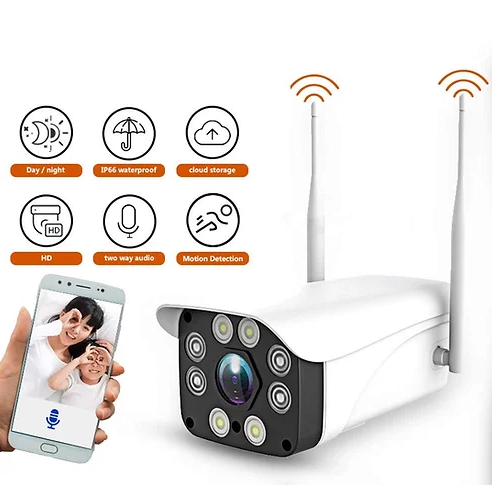 Day / night
IP66 waterproof
cloud storage
HD
HD
two way audio
Motion Detection